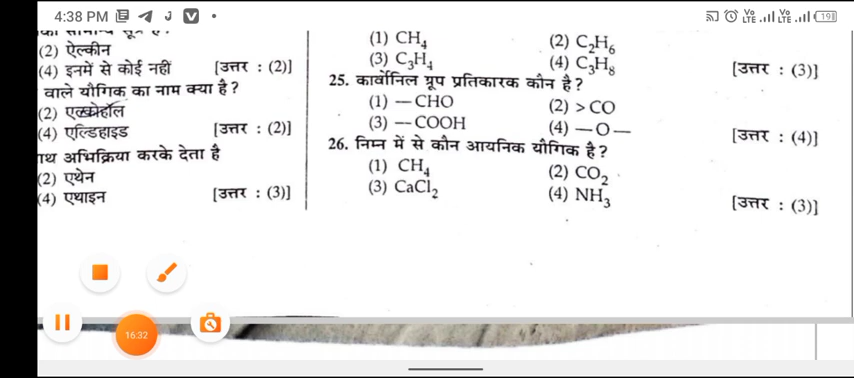 4:38 PM
(2) ऐल्कीन
(4) इनमें से कोई नहीं [उत्तर : (2)]
वाले यौगिक का नाम क्या है ?
(2) एल्कोहॉल
(4) एल्डिहाइड [उत्तर : (2)]
अभिक्रिया करके देता है
(2) एथेन
(4) एथाइन [उत्तर : (3)]
(1) CH₄ (2) C₂H₆
(3) C₃H₄ (4) C₃H₈
[उत्तर : (3)]
25. कार्वोनिल ग्रूप प्रतिकारक कौन है ?
(1) —CHO (2) >CO
(3) —COOH (4) —O—
[उत्तर : (4)]
26. निम्न में से कौन आयनिक यौगिक है ?
(1) CH₄ (2) CO₂
(3) CaCl₂ (4) NH₃
[उत्तर : (3)]
16:32